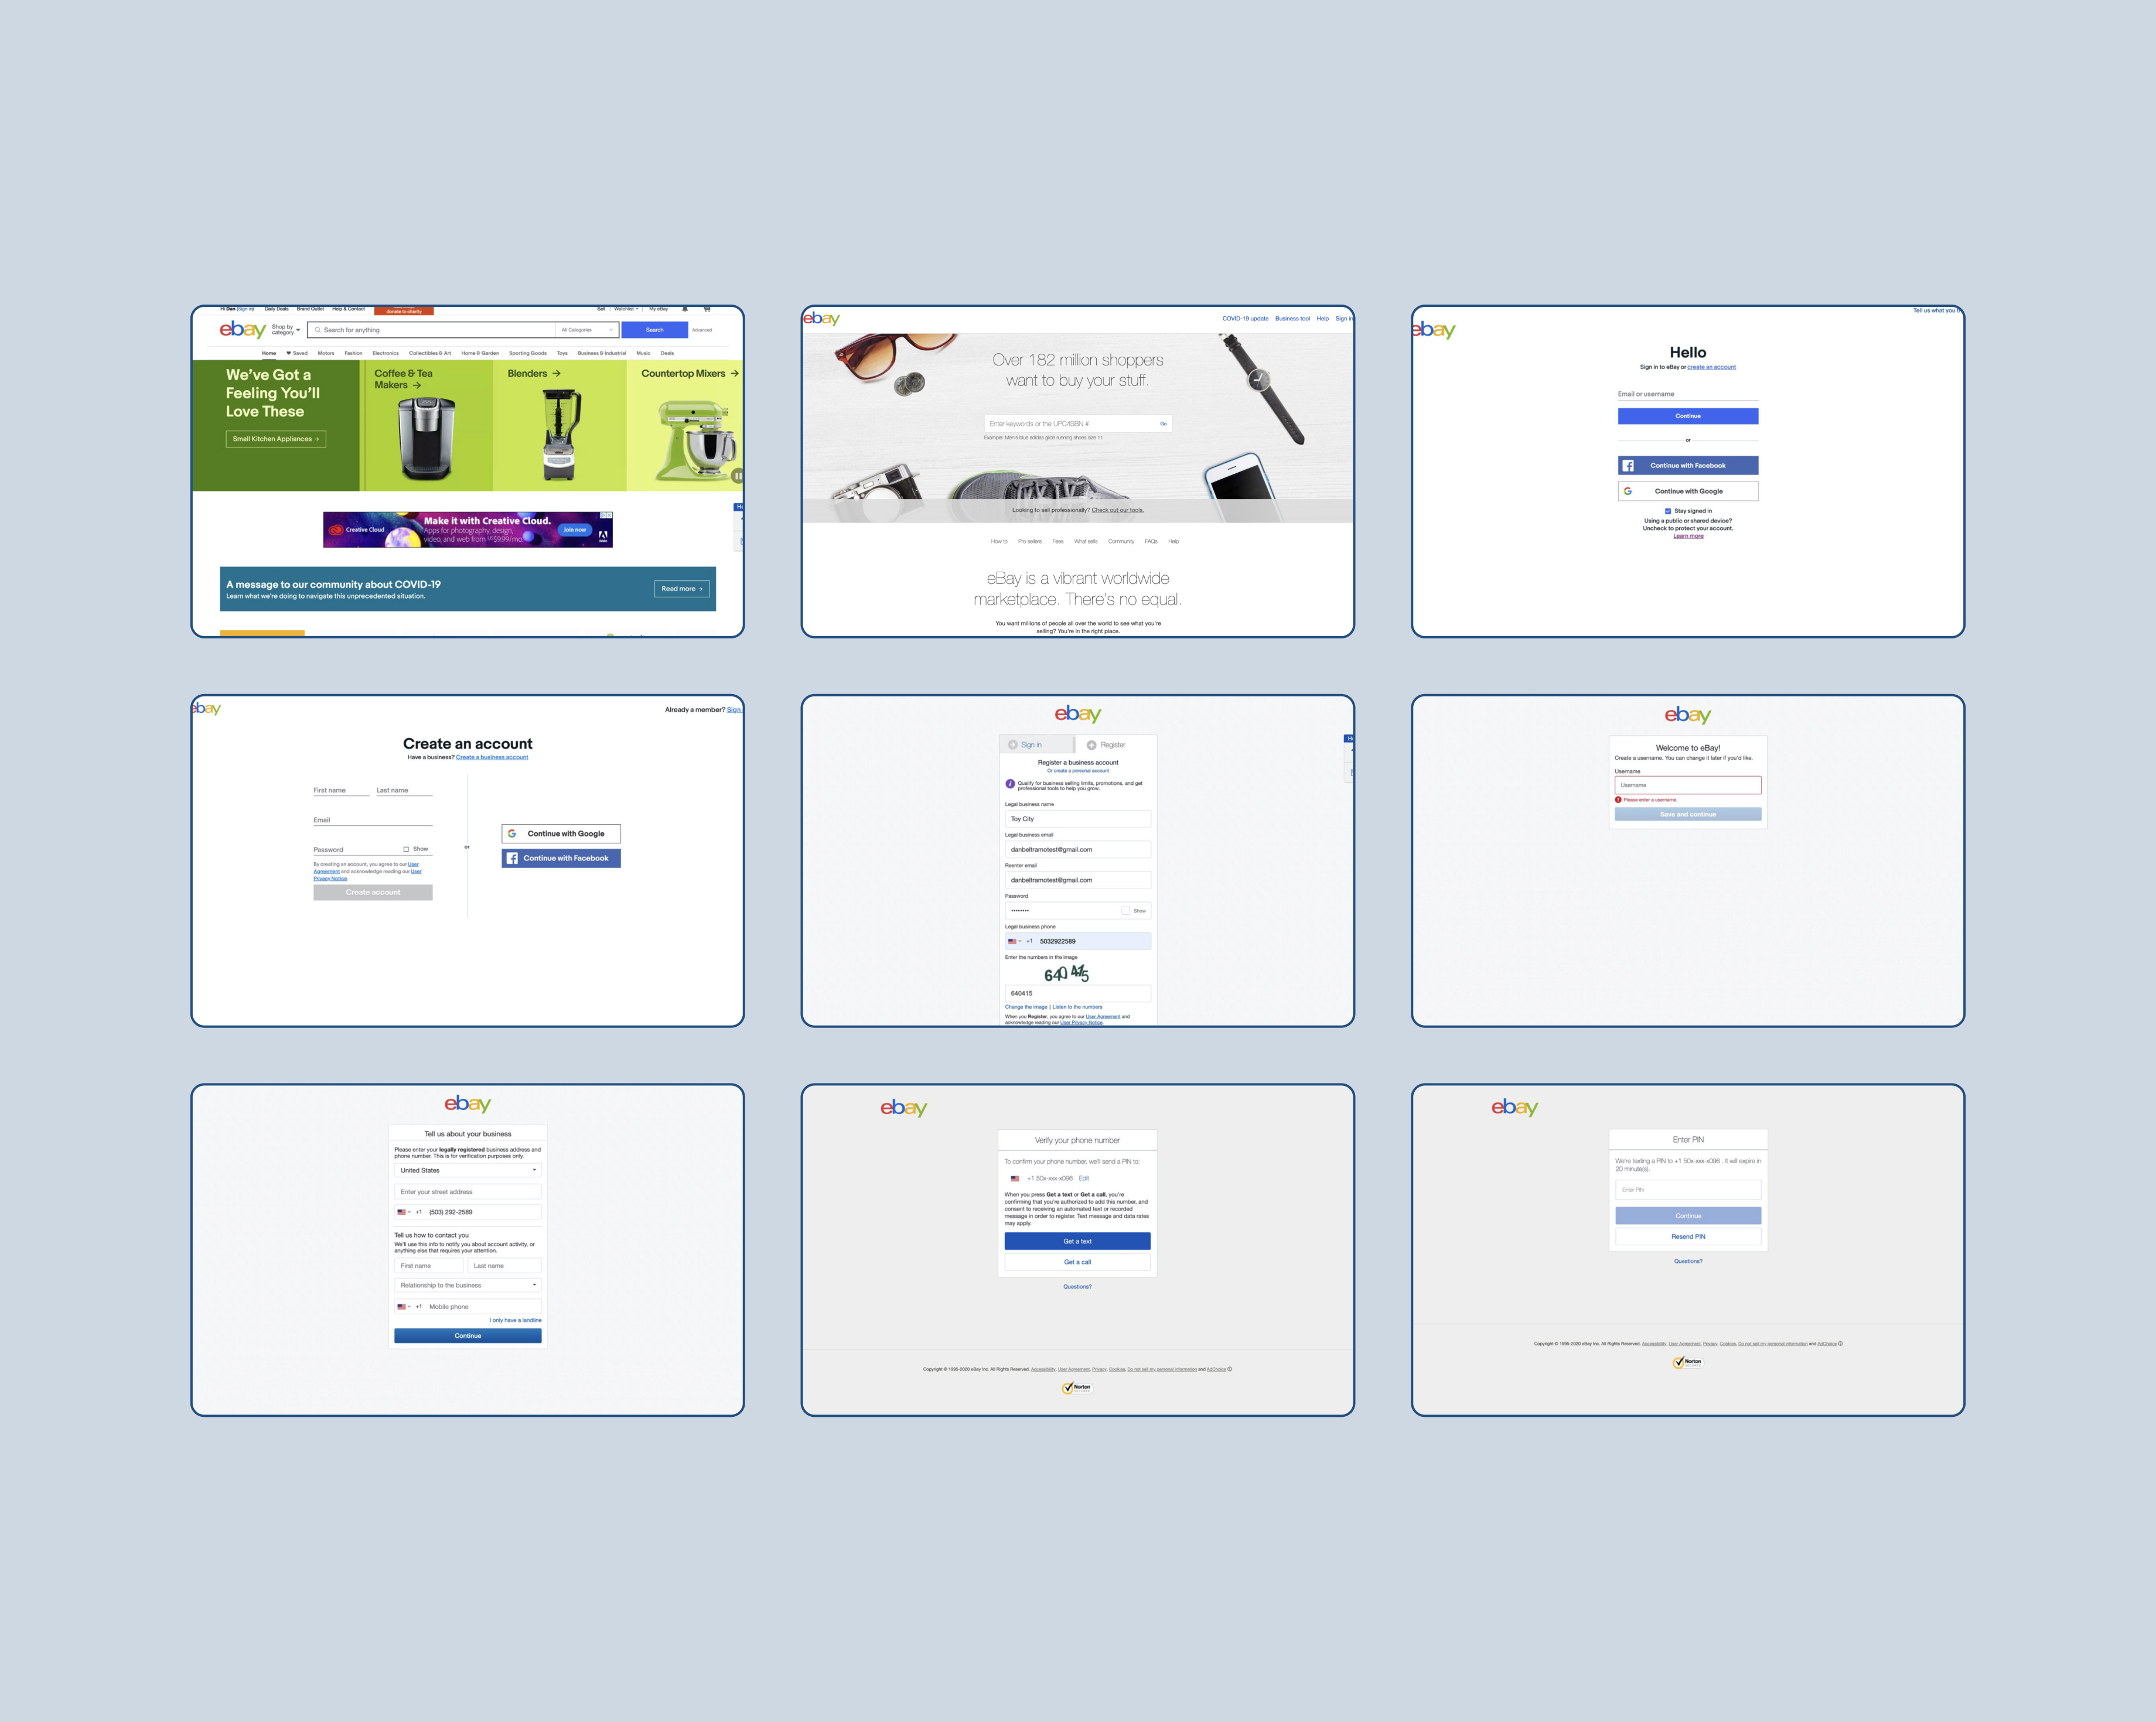 Hi Dan (Sign in) Daily Deals Brand Outlet Help & Contact donate to charity Sell Watchlist My eBay
ebay Shop by category Search for anything All Categories Search Advanced
Home Saved Motors Fashion Electronics Collectibles & Art Home & Garden Sporting Goods Toys Business & Industrial Music Deals
We've Got a
Feeling You'll
Love These
Small Kitchen Appliances →
Coffee & Tea
Makers →
Blenders →
Countertop Mixers →
Creative Cloud
Make it with Creative Cloud.
Apps for photography, design,
video, and web from US$9.99/mo
Join now
Adobe
A message to our community about COVID-19
Learn what we're doing to navigate this unprecedented situation.
Read more →
ebay
COVID-19 update Business tool Help Sign in
Over 182 million shoppers
want to buy your stuff.
Enter keywords or the UPC/ISBN # Go
Example: Men's blue adidas glide running shoes size 11
Looking to sell professionally? Check out our tools.
How to Pro sellers Fees What sells Community FAQs Help
eBay is a vibrant worldwide
marketplace. There's no equal.
You want millions of people all over the world to see what you're
selling? You're in the right place.
Tell us what you
ebay
Hello
Sign in to eBay or create an account
Email or username
Continue
or
Continue with Facebook
Continue with Google
Stay signed in
Using a public or shared device?
Uncheck to protect your account.
Learn more
ebay
Already a member? Sign
Create an account
Have a business? Create a business account
First name Last name
Email
Password Show
By creating an account, you agree to our User
Agreement and acknowledge reading our User
Privacy Notice.
Create account
or
Continue with Google
Continue with Facebook
ebay
Sign in Register
Register a business account
Or create a personal account
Qualify for business selling limits, promotions, and get
professional tools to help you grow.
Legal business name
Toy City
Legal business email
danbeltramotest@gmail.com
Reenter email
danbeltramotest@gmail.com
Password
•••••••• Show
Legal business phone
+1 5032922589
Enter the numbers in the image
640415
Change the image | Listen to the numbers
When you Register, you agree to our User Agreement and
acknowledge reading our User Privacy Notice.
ebay
Welcome to eBay!
Create a username. You can change it later if you'd like.
Username
Username
Please enter a username.
Save and continue
ebay
Tell us about your business
Please enter your legally registered business address and
phone number. This is for verification purposes only.
United States
Enter your street address
+1 (503) 292-2589
Tell us how to contact you
We'll use this info to notify you about account activity, or
anything else that requires your attention.
First name Last name
Relationship to the business
+1 Mobile phone
I only have a landline
Continue
ebay
Verify your phone number
To confirm your phone number, we'll send a PIN to:
+1 50x-xxx-x096 Edit
When you press Get a text or Get a call, you're
confirming that you're authorized to add this number, and
consent to receiving an automated text or recorded
message in order to register. Text message and data rates
may apply.
Get a text
Get a call
Questions?
Copyright © 1995-2020 eBay Inc. All Rights Reserved. Accessibility, User Agreement, Privacy, Cookies, Do not sell my personal information and AdChoice
Norton
ebay
Enter PIN
We're texting a PIN to +1 50x-xxx-x096 . It will expire in
20 minute(s).
Enter PIN
Continue
Resend PIN
Questions?
Copyright © 1995-2020 eBay Inc. All Rights Reserved. Accessibility, User Agreement, Privacy, Cookies, Do not sell my personal information and AdChoice
Norton